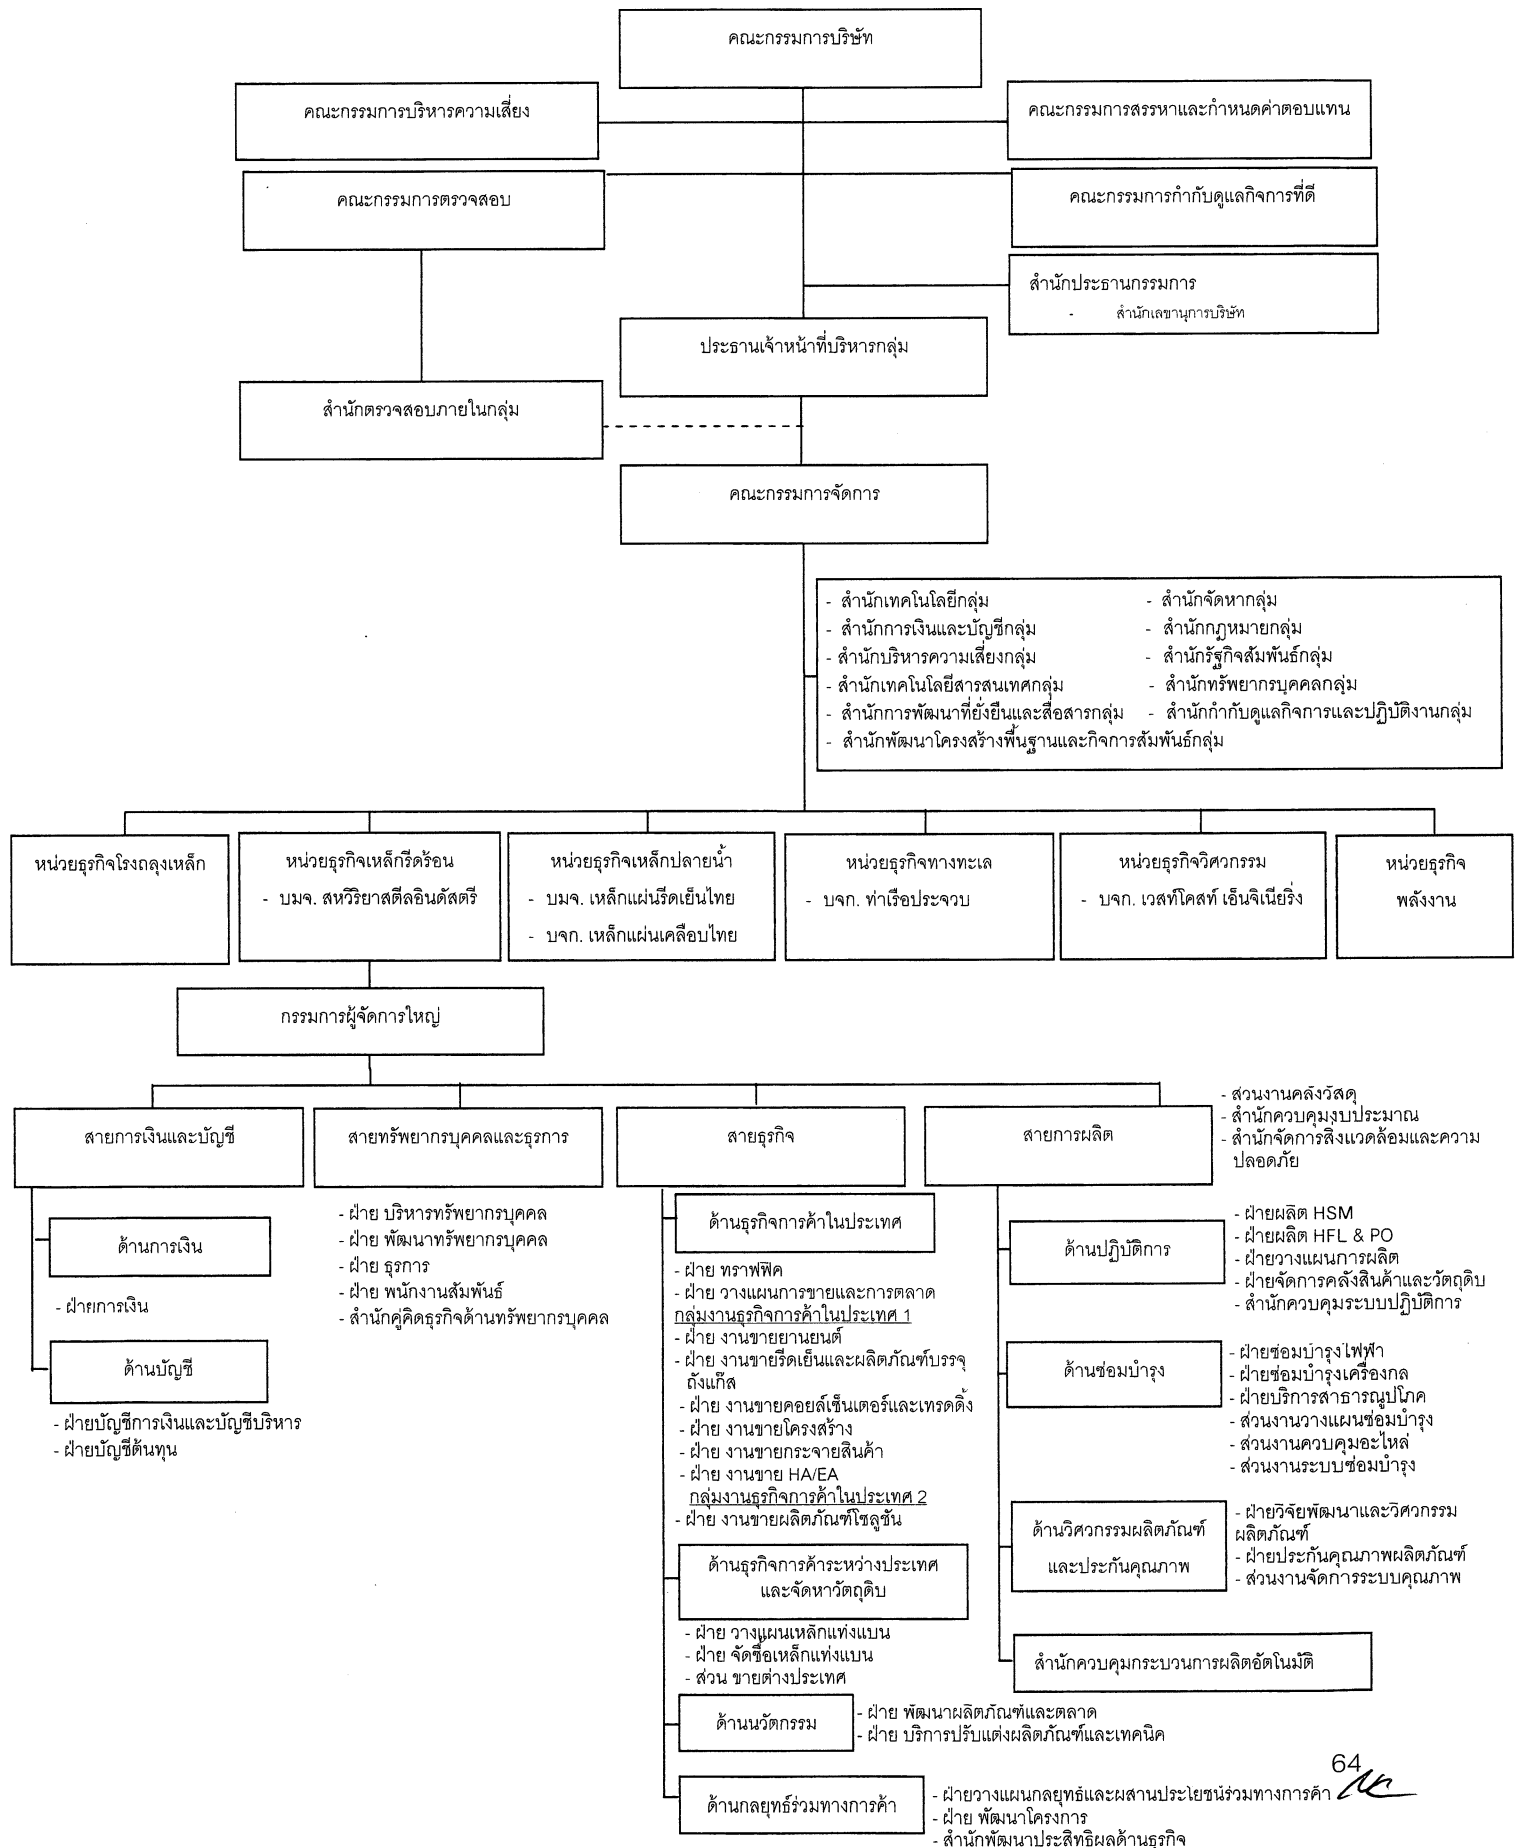 คณะกรรมการบริษัท
คณะกรรมการบริหารความเสี่ยง
คณะกรรมการสรรหาและกำหนดค่าตอบแทน
คณะกรรมการตรวจสอบ
คณะกรรมการกำกับดูแลกิจการที่ดี
สำนักประธานกรรมการ
- สำนักเลขานุการบริษัท
ประธานเจ้าหน้าที่บริหารกลุ่ม
สำนักตรวจสอบภายในกลุ่ม
คณะกรรมการจัดการ
- สำนักเทคโนโลยีกลุ่ม
- สำนักการเงินและบัญชีกลุ่ม
- สำนักบริหารความเสี่ยงกลุ่ม
- สำนักเทคโนโลยีสารสนเทศกลุ่ม
- สำนักการพัฒนาที่ยั่งยืนและสื่อสารกลุ่ม
- สำนักพัฒนาโครงสร้างพื้นฐานและกิจการสัมพันธ์กลุ่ม
- สำนักจัดหากลุ่ม
- สำนักกฎหมายกลุ่ม
- สำนักรัฐกิจสัมพันธ์กลุ่ม
- สำนักทรัพยากรบุคคลกลุ่ม
- สำนักกำกับดูแลกิจการและปฏิบัติงานกลุ่ม
หน่วยธุรกิจโรงถลุงเหล็ก
หน่วยธุรกิจเหล็กรีดร้อน
- บมจ. สหวิริยาสตีลอินดัสตรี
หน่วยธุรกิจเหล็กปลายน้ำ
- บมจ. เหล็กแผ่นรีดเย็นไทย
- บจก. เหล็กแผ่นเคลือบไทย
หน่วยธุรกิจทางทะเล
- บจก. ท่าเรือประจวบ
หน่วยธุรกิจวิศวกรรม
- บจก. เวสท์โคสท์ เอ็นจิเนียริ่ง
หน่วยธุรกิจ
พลังงาน
กรรมการผู้จัดการใหญ่
สายการเงินและบัญชี
ด้านการเงิน
- ฝ่ายการเงิน
ด้านบัญชี
- ฝ่ายบัญชีการเงินและบัญชีบริหาร
- ฝ่ายบัญชีต้นทุน
สายทรัพยากรบุคคลและธุรการ
- ฝ่าย บริหารทรัพยากรบุคคล
- ฝ่าย พัฒนาทรัพยากรบุคคล
- ฝ่าย ธุรการ
- ฝ่าย พนักงานสัมพันธ์
- สำนักคู่คิดธุรกิจด้านทรัพยากรบุคคล
สายธุรกิจ
ด้านธุรกิจการค้าในประเทศ
- ฝ่าย ทราฟฟิค
- ฝ่าย วางแผนการขายและการตลาด
กลุ่มงานธุรกิจการค้าในประเทศ 1
- ฝ่าย งานขายยานยนต์
- ฝ่าย งานขายรีดเย็นและผลิตภัณฑ์บรรจุ
ถังแก๊ส
- ฝ่าย งานขายคอยล์เซ็นเตอร์และเทรดดิ้ง
- ฝ่าย งานขายโครงสร้าง
- ฝ่าย งานขายกระจายสินค้า
- ฝ่าย งานขาย HA/EA
กลุ่มงานธุรกิจการค้าในประเทศ 2
- ฝ่าย งานขายผลิตภัณฑ์โซลูชัน
ด้านธุรกิจการค้าระหว่างประเทศ
และจัดหาวัตถุดิบ
- ฝ่าย วางแผนเหล็กแท่งแบน
- ฝ่าย จัดซื้อเหล็กแท่งแบน
- ส่วน ขายต่างประเทศ
ด้านนวัตกรรม
- ฝ่าย พัฒนาผลิตภัณฑ์และตลาด
- ฝ่าย บริการปรับแต่งผลิตภัณฑ์และเทคนิค
ด้านกลยุทธ์ร่วมทางการค้า
- ฝ่ายวางแผนกลยุทธ์และผสานประโยชน์ร่วมทางการค้า
- ฝ่าย พัฒนาโครงการ
- สำนักพัฒนาประสิทธิผลด้านธุรกิจ
สายการผลิต
- ส่วนงานคลังวัสดุ
- สำนักควบคุมงบประมาณ
- สำนักจัดการสิ่งแวดล้อมและความ
ปลอดภัย
ด้านปฏิบัติการ
- ฝ่ายผลิต HSM
- ฝ่ายผลิต HFL & PO
- ฝ่ายวางแผนการผลิต
- ฝ่ายจัดการคลังสินค้าและวัตถุดิบ
- สำนักควบคุมระบบปฏิบัติการ
ด้านซ่อมบำรุง
- ฝ่ายซ่อมบำรุงไฟฟ้า
- ฝ่ายซ่อมบำรุงเครื่องกล
- ฝ่ายบริการสาธารณูปโภค
- ส่วนงานวางแผนซ่อมบำรุง
- ส่วนงานควบคุมอะไหล่
- ส่วนงานระบบซ่อมบำรุง
ด้านวิศวกรรมผลิตภัณฑ์
และประกันคุณภาพ
- ฝ่ายวิจัยพัฒนาและวิศวกรรม
ผลิตภัณฑ์
- ฝ่ายประกันคุณภาพผลิตภัณฑ์
- ส่วนงานจัดการระบบคุณภาพ
สำนักควบคุมกระบวนการผลิตอัตโนมัติ
64